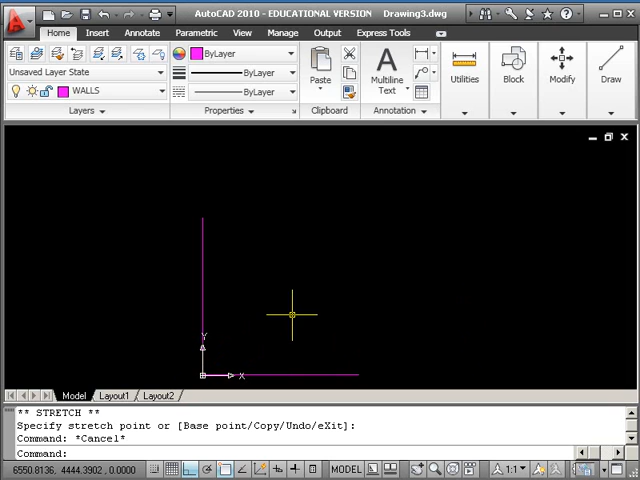 AutoCAD 2010 - EDUCATIONAL VERSION Drawing3.dwg
Home Insert Annotate Parametric View Manage Output Express Tools
Unsaved Layer State
WALLS
Layers
ByLayer
ByLayer
ByLayer
Properties
Paste
Clipboard
A
Multiline
Text
Annotation
Utilities
Block
Modify
Draw
Y
X
Model Layout1 Layout2
** STRETCH **
Specify stretch point or [Base point/Copy/Undo/eXit]:
Command: *Cancel*
Command:
6550.8136, 4444.3902, 0.0000 MODEL 1:1